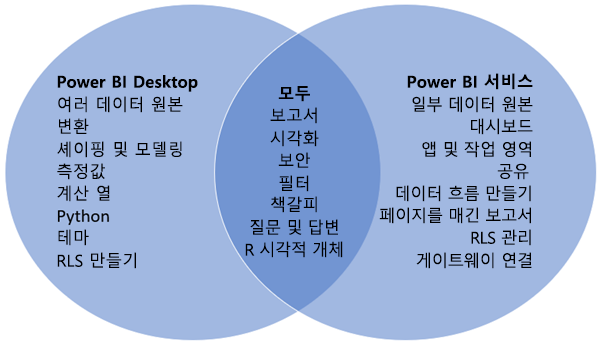 Power BI Desktop
여러 데이터 원본
변환
셰이핑 및 모델링
측정값
계산 열
Python
테마
RLS 만들기
모두
보고서
시각화
보안
필터
책갈피
질문 및 답변
R 시각적 개체
Power BI 서비스
일부 데이터 원본
대시보드
앱 및 작업 영역
공유
데이터 흐름 만들기
페이지를 매긴 보고서
RLS 관리
게이트웨이 연결